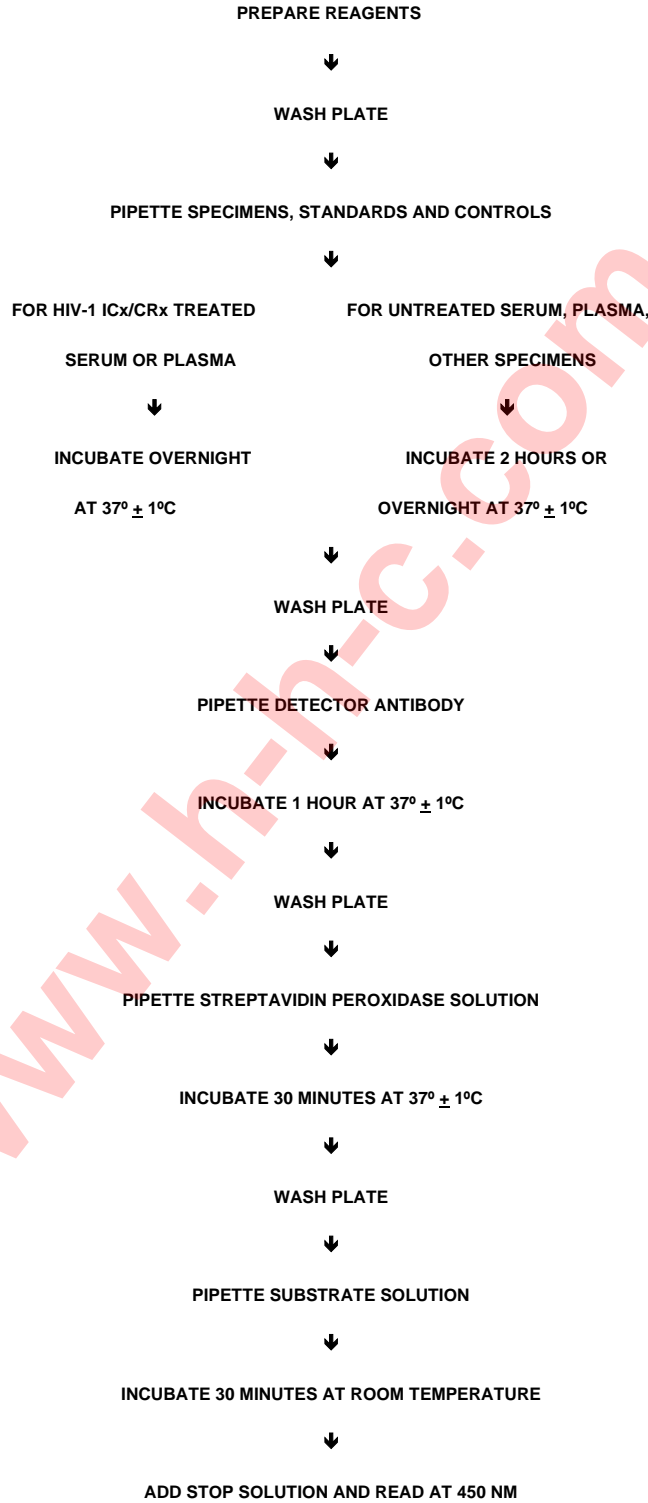 PREPARE REAGENTS
WASH PLATE
PIPETTE SPECIMENS, STANDARDS AND CONTROLS
FOR HIV-1 ICx/CRx TREATED
SERUM OR PLASMA
INCUBATE OVERNIGHT
AT 37º ± 1ºC
FOR UNTREATED SERUM, PLASMA,
OTHER SPECIMENS
INCUBATE 2 HOURS OR
OVERNIGHT AT 37º ± 1ºC
WASH PLATE
PIPETTE DETECTOR ANTIBODY
INCUBATE 1 HOUR AT 37º ± 1ºC
WASH PLATE
PIPETTE STREPTAVIDIN PEROXIDASE SOLUTION
INCUBATE 30 MINUTES AT 37º ± 1ºC
WASH PLATE
PIPETTE SUBSTRATE SOLUTION
INCUBATE 30 MINUTES AT ROOM TEMPERATURE
ADD STOP SOLUTION AND READ AT 450 NM
www.h-h-c.com